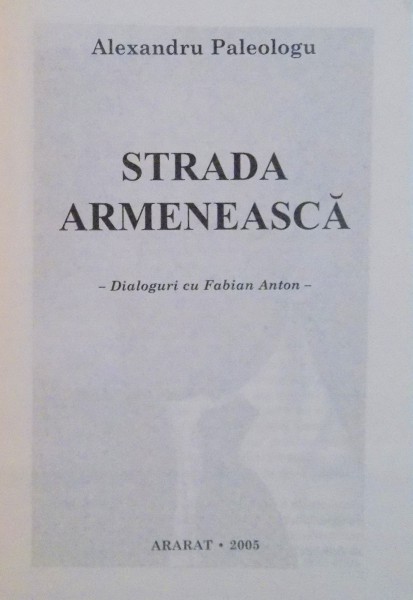 Alexandru Paleologu
STRADA
ARMENEASCĂ
– Dialoguri cu Fabian Anton –
ARARAT • 2005